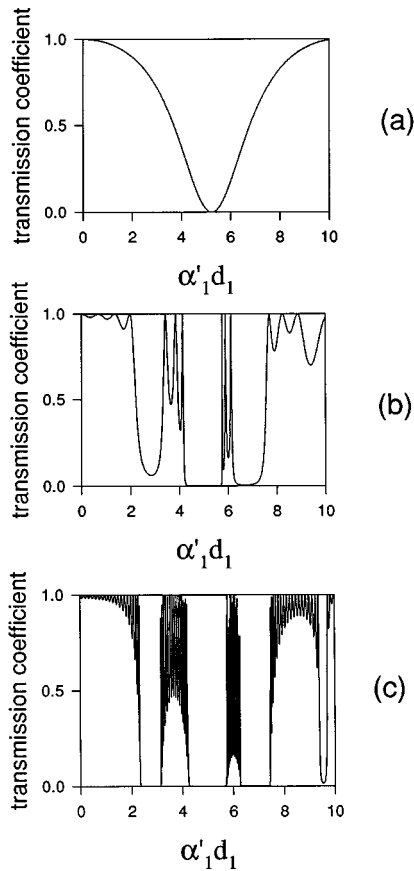 transmission coefficient
1.0
0.5
0.0
0 2 4 6 8 10
α'₁d₁
(a)
transmission coefficient
1.0
0.5
0.0
0 2 4 6 8 10
α'₁d₁
(b)
transmission coefficient
1.0
0.5
0.0
0 2 4 6 8 10
α'₁d₁
(c)